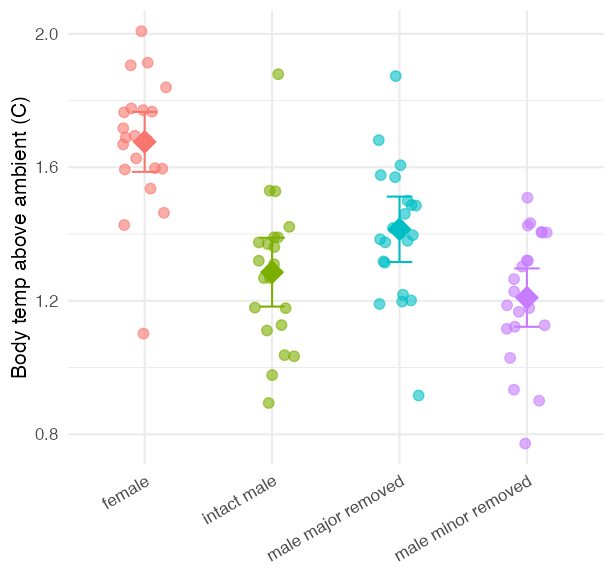 Body temp above ambient (C)
2.0
1.6
1.2
0.8
female
intact male
male major removed
male minor removed